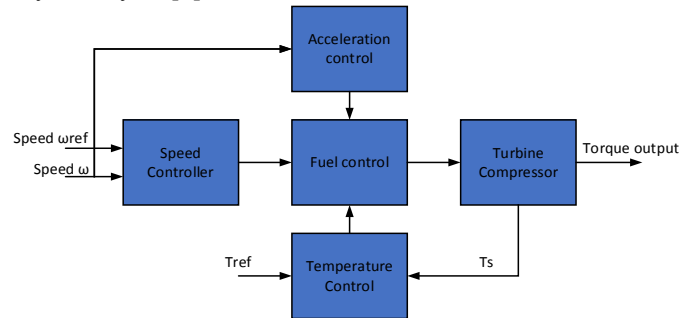 Acceleration
control
Speed ωref
Speed ω
Speed
Controller
Fuel control
Turbine
Compressor
Torque output
Tref
Temperature
Control
Ts